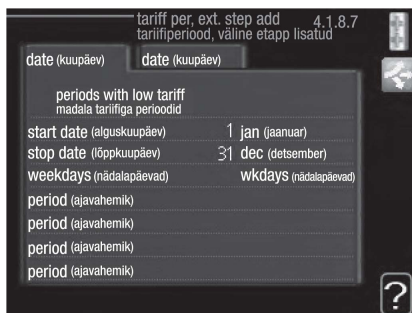 tariff per, ext. step add 4.1.8.7
tariifiperiood, väline etapp lisatud
date (kuupäev) date (kuupäev)
periods with low tariff
madala tariifiga perioodid
start date (alguskuupäev) 1 jan (jaanuar)
stop date (lõppkuupäev) 31 dec (detsember)
weekdays (nädalapäevad) wkdays (nädalapäevad)
period (ajavahemik)
period (ajavahemik)
period (ajavahemik)
period (ajavahemik)
?